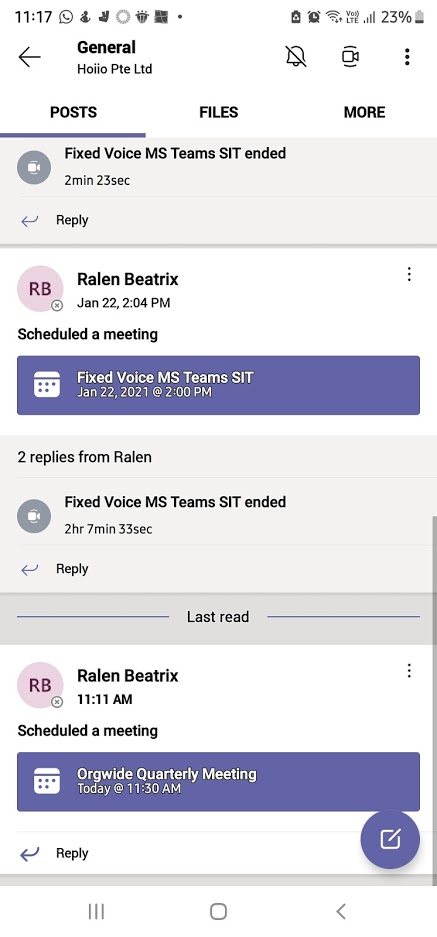 11:17 Vo)) LTE 23%
General
Hoiio Pte Ltd
POSTS FILES MORE
Fixed Voice MS Teams SIT ended
2min 23sec
Reply
RB Ralen Beatrix
Jan 22, 2:04 PM
Scheduled a meeting
Fixed Voice MS Teams SIT
Jan 22, 2021 @ 2:00 PM
2 replies from Ralen
Fixed Voice MS Teams SIT ended
2hr 7min 33sec
Reply
Last read
RB Ralen Beatrix
11:11 AM
Scheduled a meeting
Orgwide Quarterly Meeting
Today @ 11:30 AM
Reply